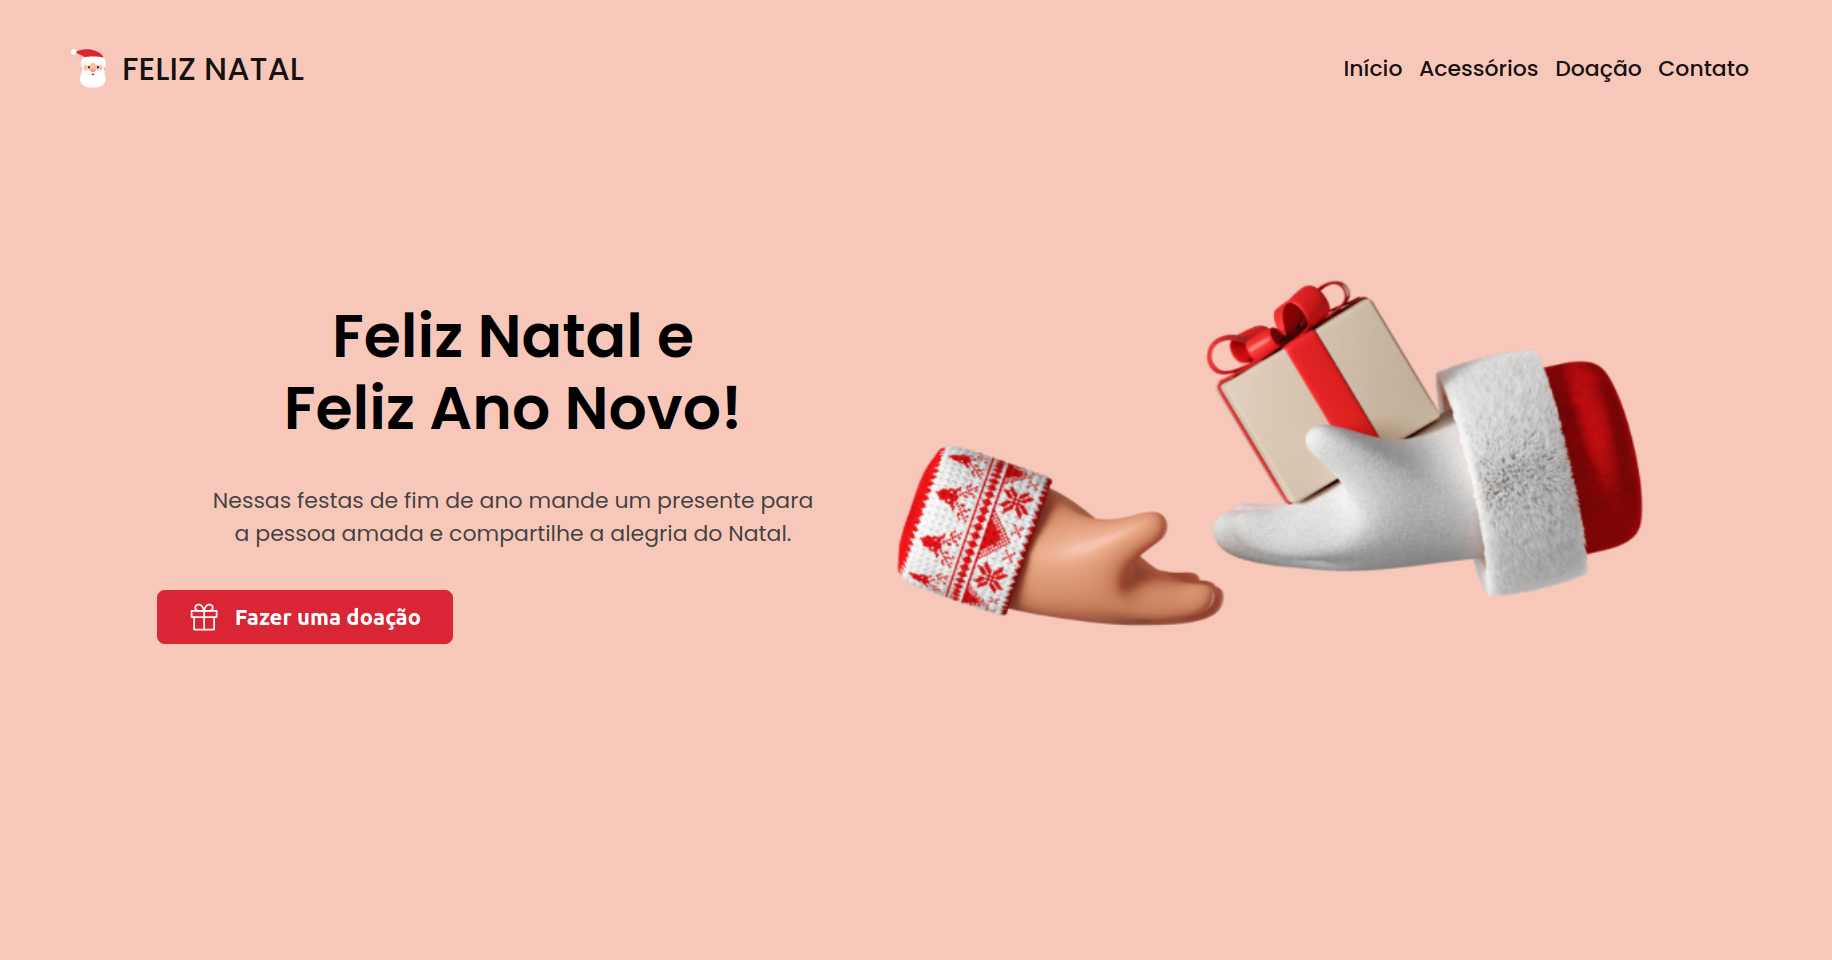 FELIZ NATAL
Início Acessórios Doação Contato
Feliz Natal e
Feliz Ano Novo!
Nessas festas de fim de ano mande um presente para
a pessoa amada e compartilhe a alegria do Natal.
Fazer uma doação